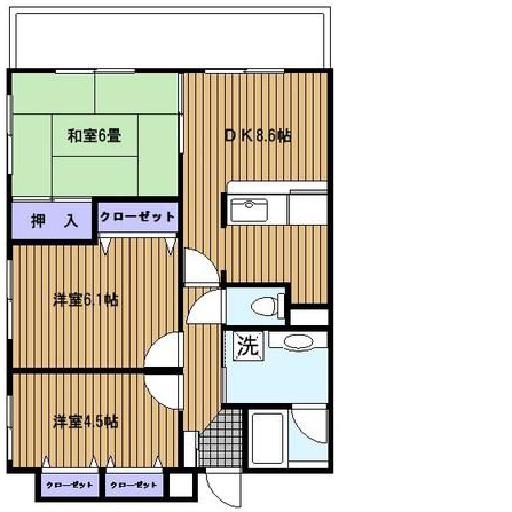 和室6畳
DK8.6帖
押入
クローゼット
洋室6.1帖
洗
洋室4.5帖
クローゼット
クローゼット